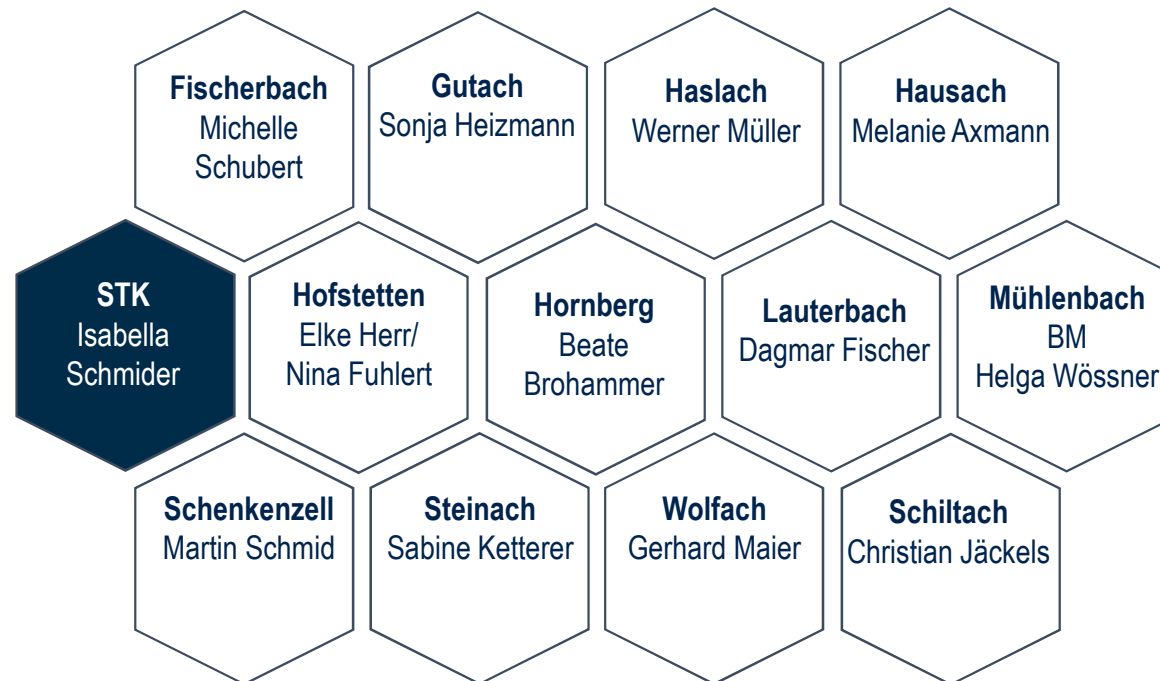 Fischerbach
Michelle
Schubert
Gutach
Sonja Heizmann
Haslach
Werner Müller
Hausach
Melanie Axmann
STK
Isabella
Schmider
Hofstetten
Elke Herr/
Nina Fuhlert
Hornberg
Beate
Brohammer
Lauterbach
Dagmar Fischer
Mühlenbach
BM
Helga Wössner
Schenkenzell
Martin Schmid
Steinach
Sabine Ketterer
Wolfach
Gerhard Maier
Schiltach
Christian Jäckels